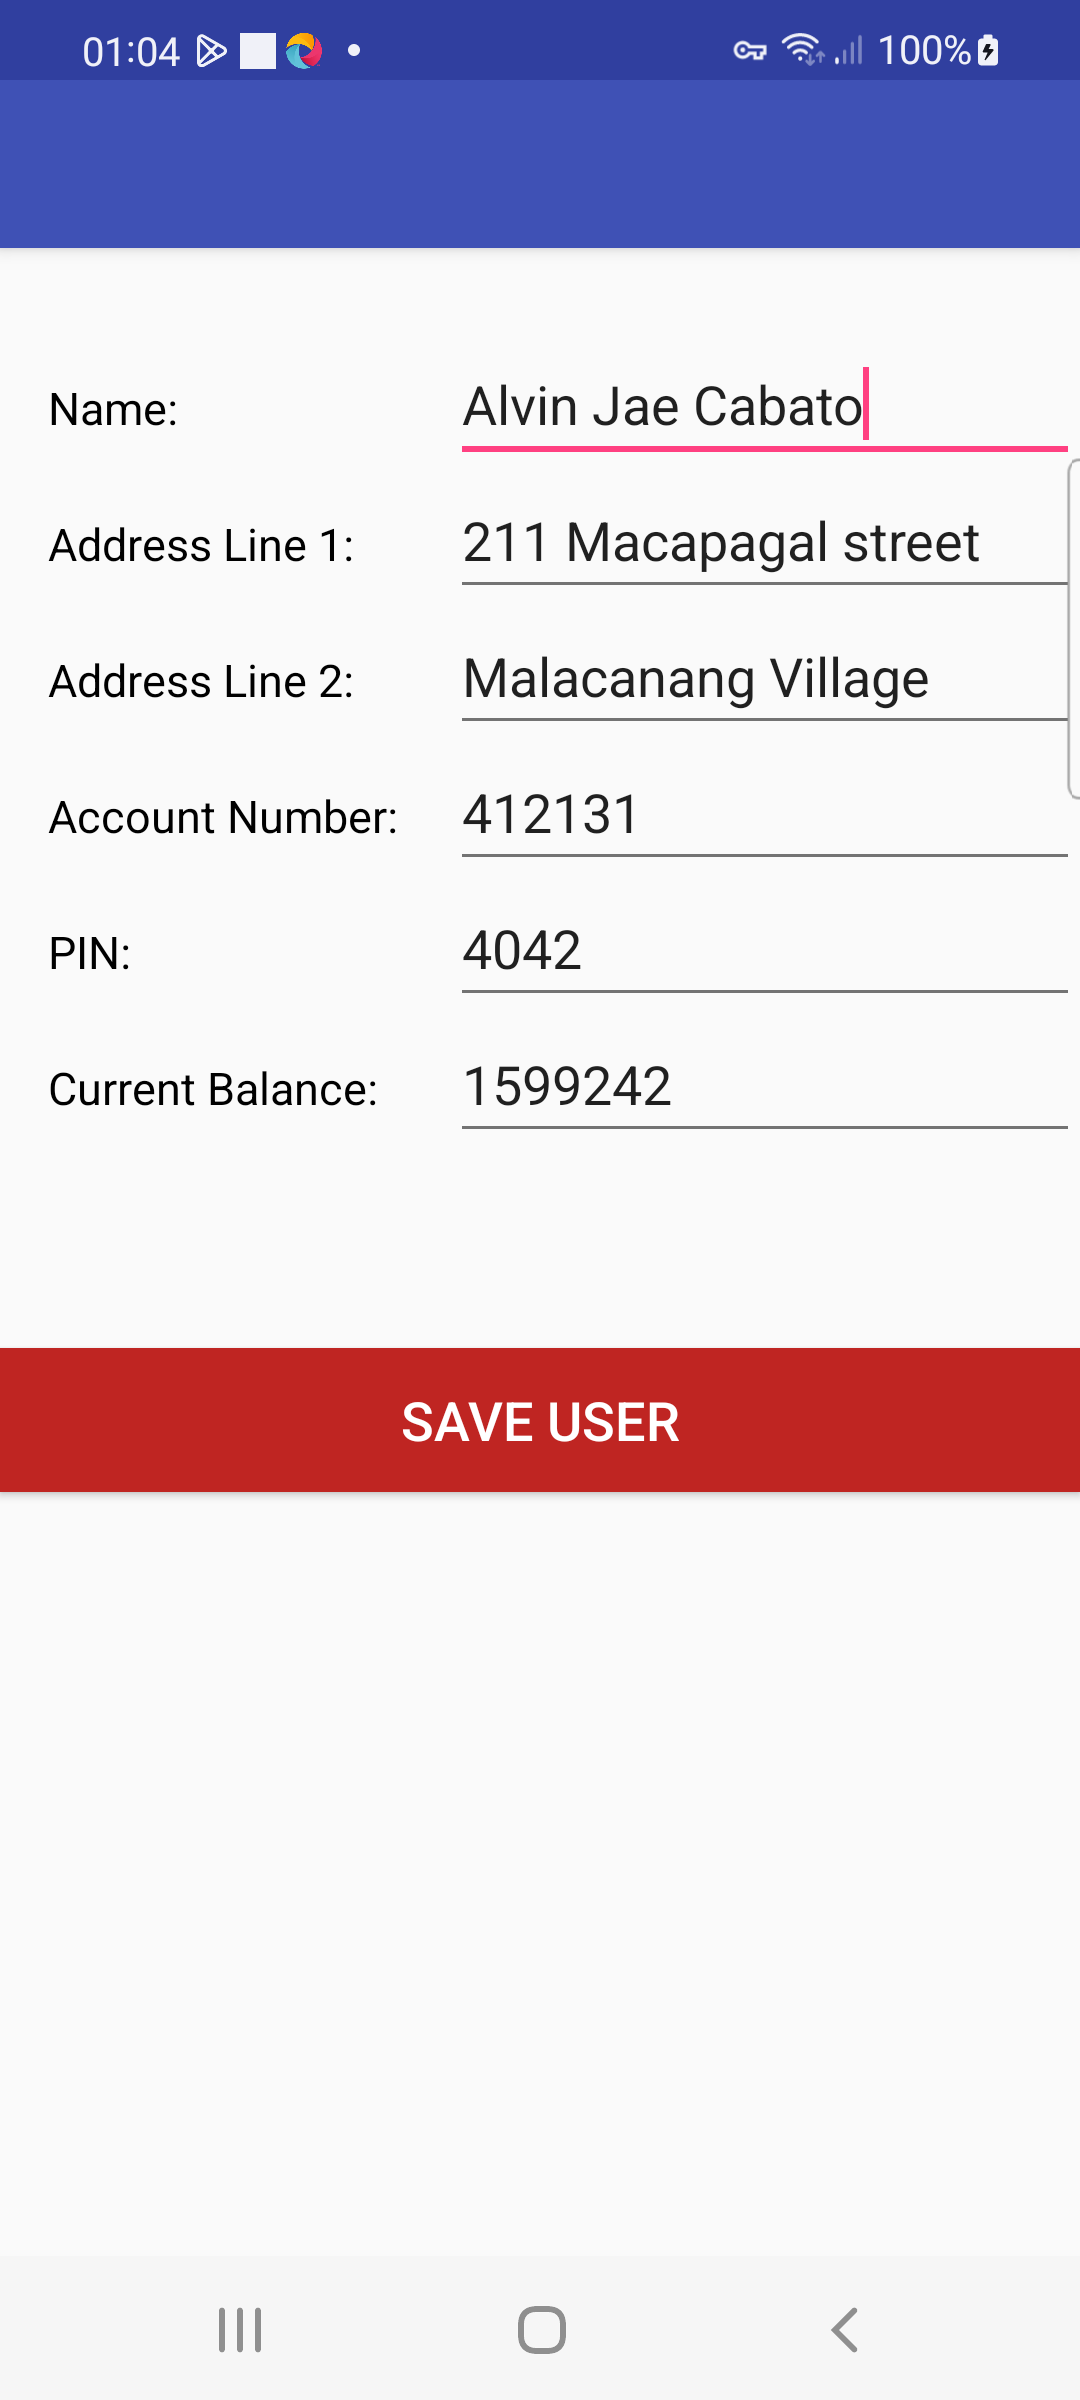 01:04 100%
Name: Alvin Jae Cabato
Address Line 1: 211 Macapagal street
Address Line 2: Malacanang Village
Account Number: 412131
PIN: 4042
Current Balance: 1599242
SAVE USER